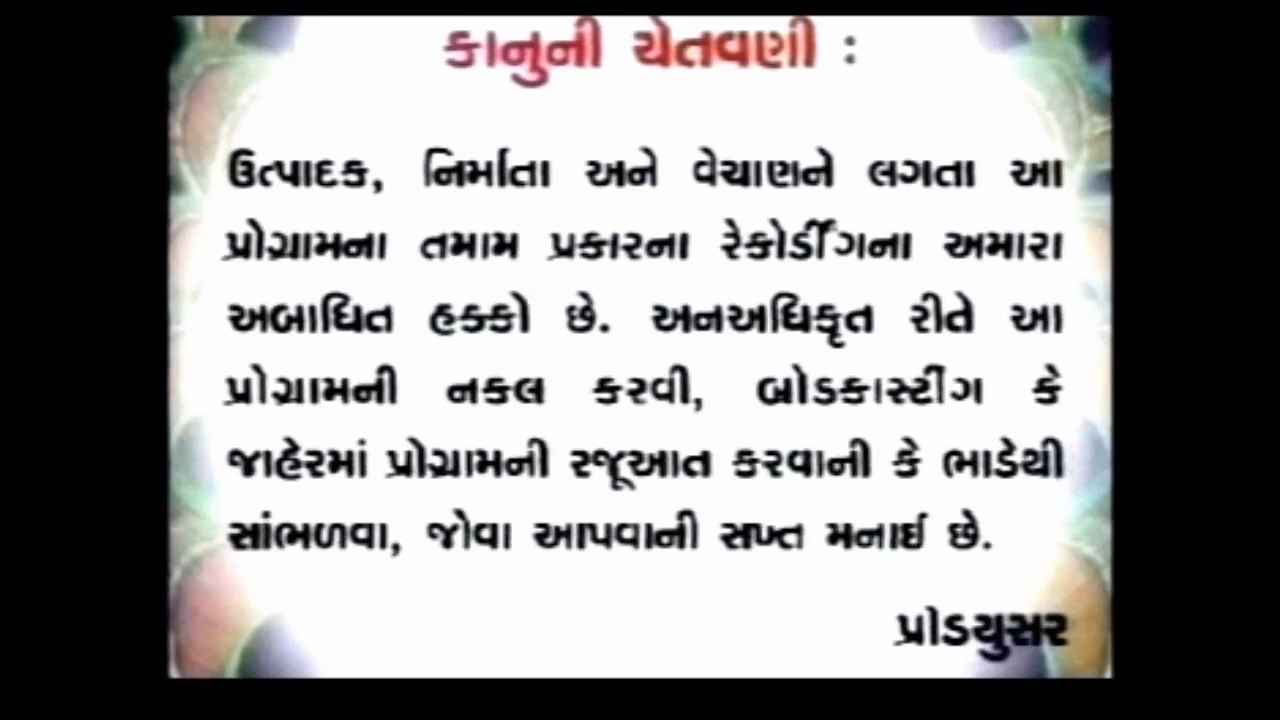 કાનુની ચેતવણી :
ઉત્પાદક, નિર્માતા અને વેચાણને લગતા આ
પ્રોગ્રામના તમામ પ્રકારના રેકોર્ડીંગના અમારા
અબાધિત હક્કો છે. અનઅધિકૃત રીતે આ
પ્રોગ્રામની નકલ કરવી, બ્રોડકાસ્ટીંગ કે
જાહેરમાં પ્રોગ્રામની રજૂઆત કરવાની કે ભાડેથી
સાંભળવા, જોવા આપવાની સખ્ત મનાઈ છે.
પ્રોડયુસર